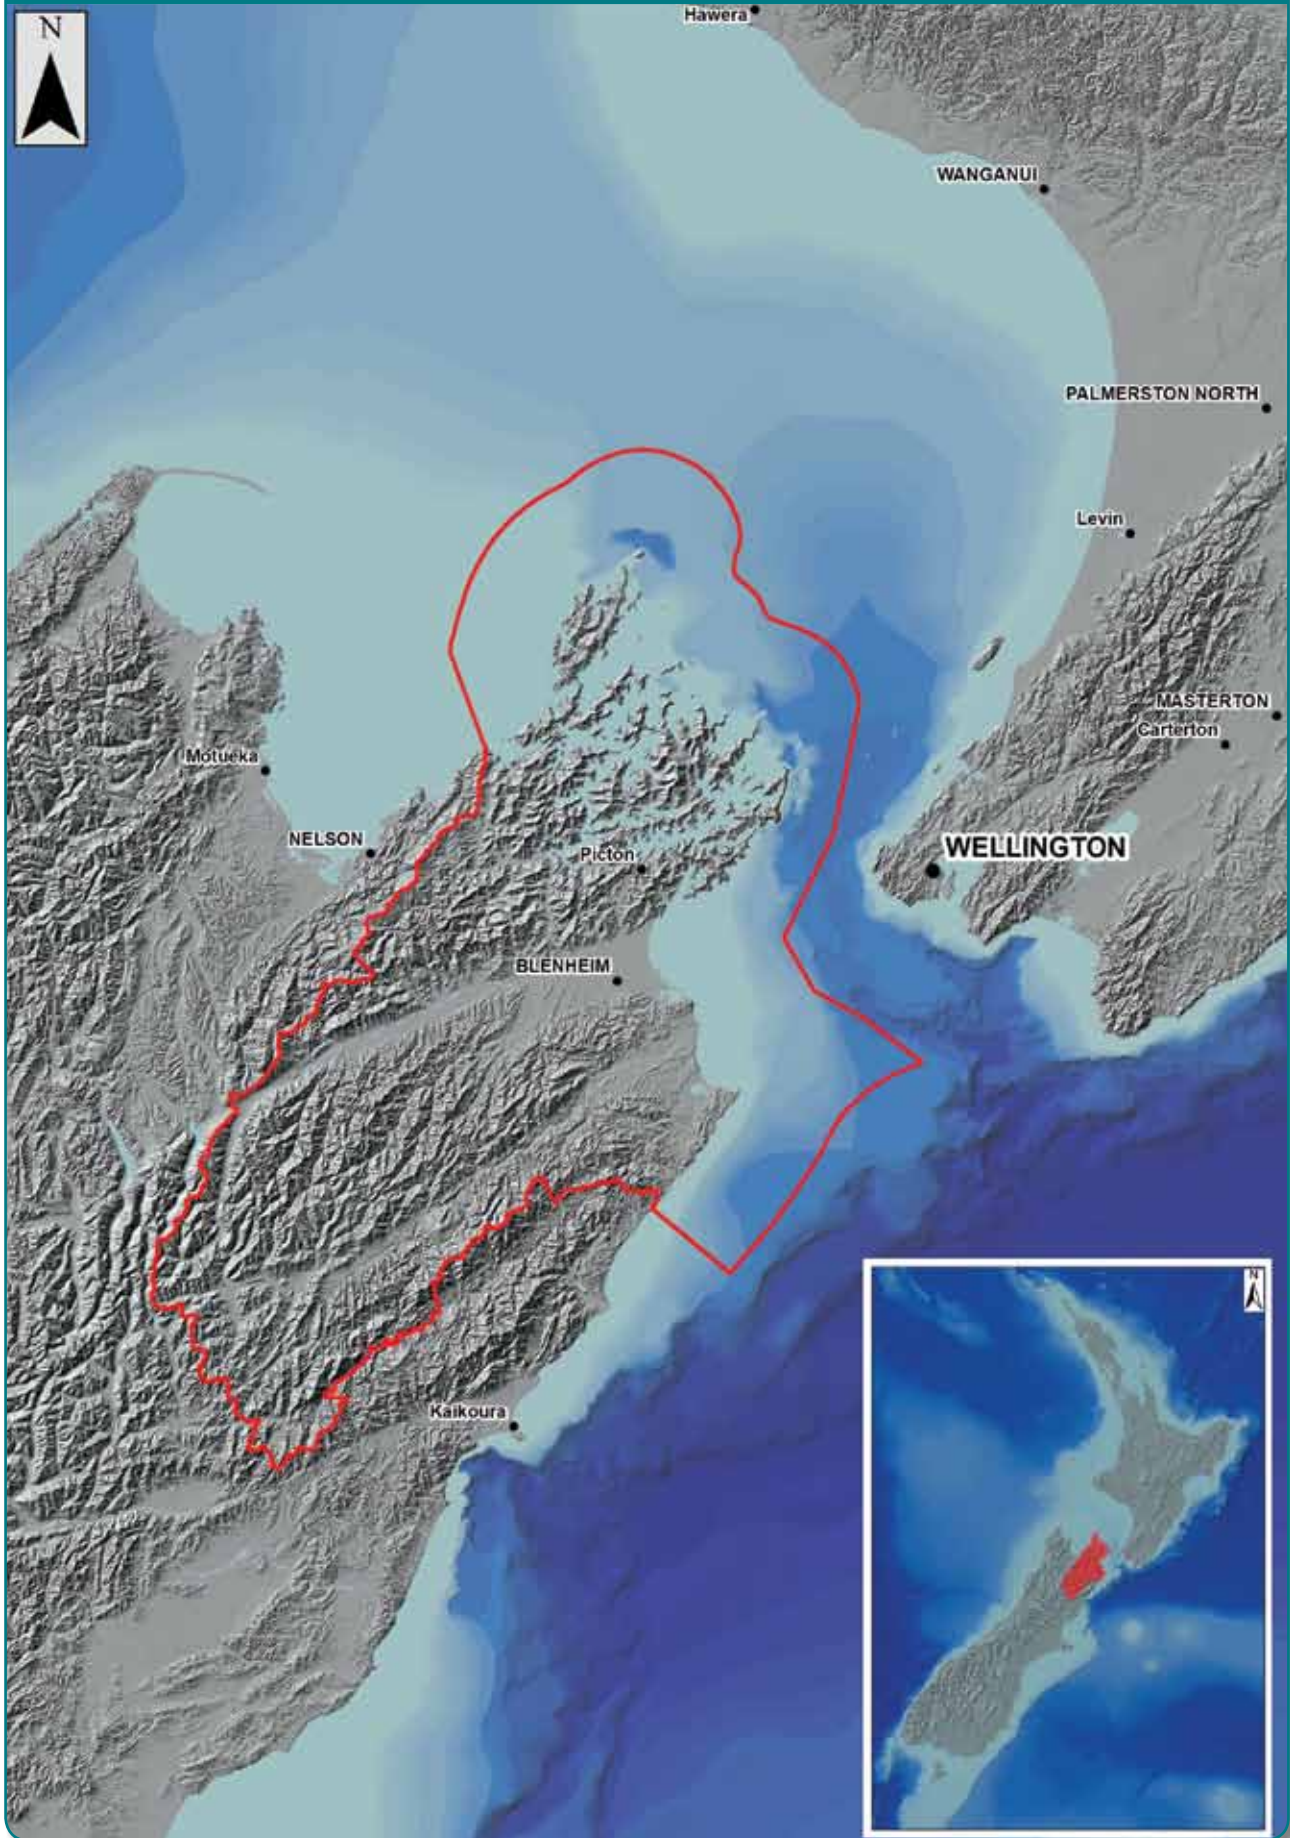 Hawera
N
WANGANUI
PALMERSTON NORTH
Levin
MASTERTON
Carterton
Motueka
NELSON
WELLINGTON
Picton
BLENHEIM
N
Kaikoura